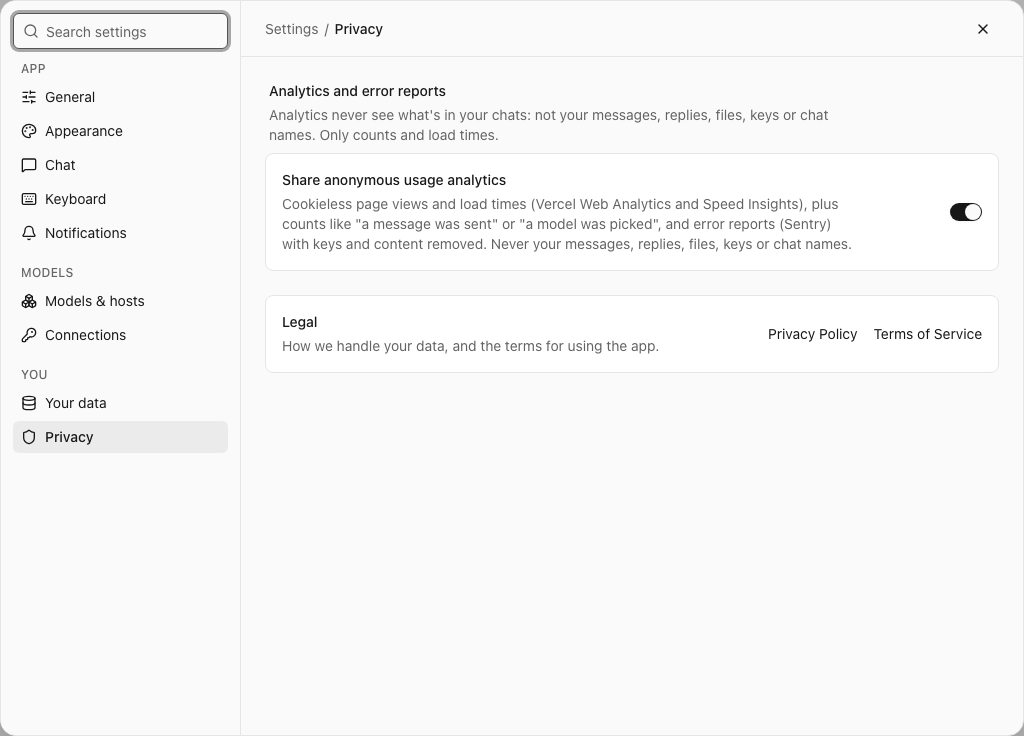 Search settings
APP
General
Appearance
Chat
Keyboard
Notifications
MODELS
Models & hosts
Connections
YOU
Your data
Privacy
Settings / Privacy
Analytics and error reports
Analytics never see what's in your chats: not your messages, replies, files, keys or chat
names. Only counts and load times.
Share anonymous usage analytics
Cookieless page views and load times (Vercel Web Analytics and Speed Insights), plus
counts like "a message was sent" or "a model was picked", and error reports (Sentry)
with keys and content removed. Never your messages, replies, files, keys or chat names.
Legal
How we handle your data, and the terms for using the app.
Privacy Policy Terms of Service